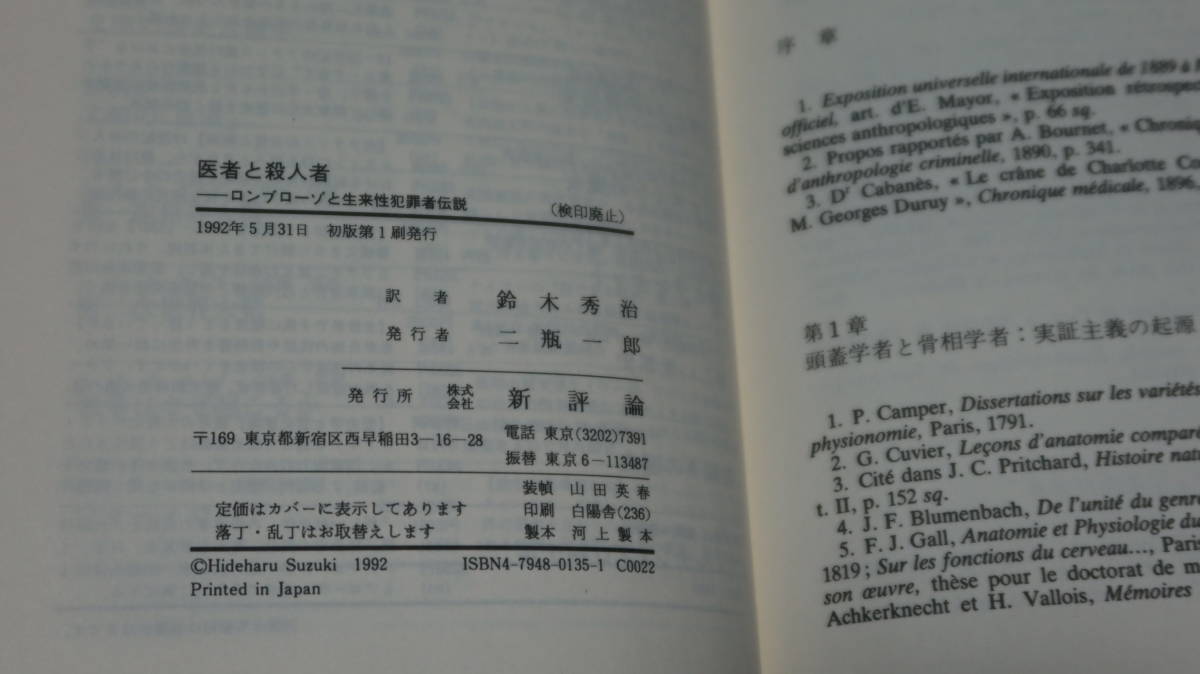 医者と殺人者
――ロンブローゾと生来性犯罪者伝説
(検印廃止)
1992年5月31日　初版第1刷発行
訳者　鈴木秀治
発行者　二瓶一郎
発行所　株式会社　新評論
〒169 東京都新宿区西早稲田3―16―28
電話 東京(3202)7391
振替 東京6―113487
定価はカバーに表示してあります
落丁・乱丁はお取替えします
装幀　山田英春
印刷　白陽舎(236)
製本　河上製本
©Hideharu Suzuki 1992　ISBN4-7948-0135-1 C0022
Printed in Japan
序章
1. Exposition universelle internationale de 1889 à
officiel, art. d'E. Mayor, « Exposition rétrospec
sciences anthropologiques », p. 66 sq.
2. Propos rapportés par A. Bournet, « Chroni
d'anthropologie criminelle, 1890, p. 341.
3. Dr Cabanès, « Le crâne de Charlotte Co
M. Georges Duruy », Chronique médicale, 1896,
第1章
頭蓋学者と骨相学者：実証主義の起源
1. P. Camper, Dissertations sur les variétés
physionomie, Paris, 1791.
2. G. Cuvier, Leçons d'anatomie compar
3. Cité dans J. C. Pritchard, Histoire nat
t. II, p. 152 sq.
4. J. F. Blumenbach, De l'unité du genr
5. F. J. Gall, Anatomie et Physiologie du
1819 ; Sur les fonctions du cerveau..., Paris
son œuvre, thèse pour le doctorat de m
Achkerknecht et H. Vallois, Mémoires